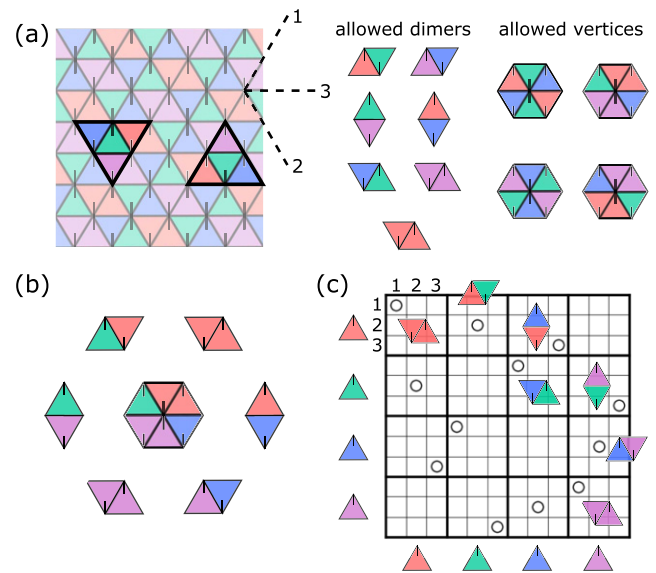 (a)
1
3
2
allowed dimers
allowed vertices
(b)
(c)
1 2 3
1
2
3